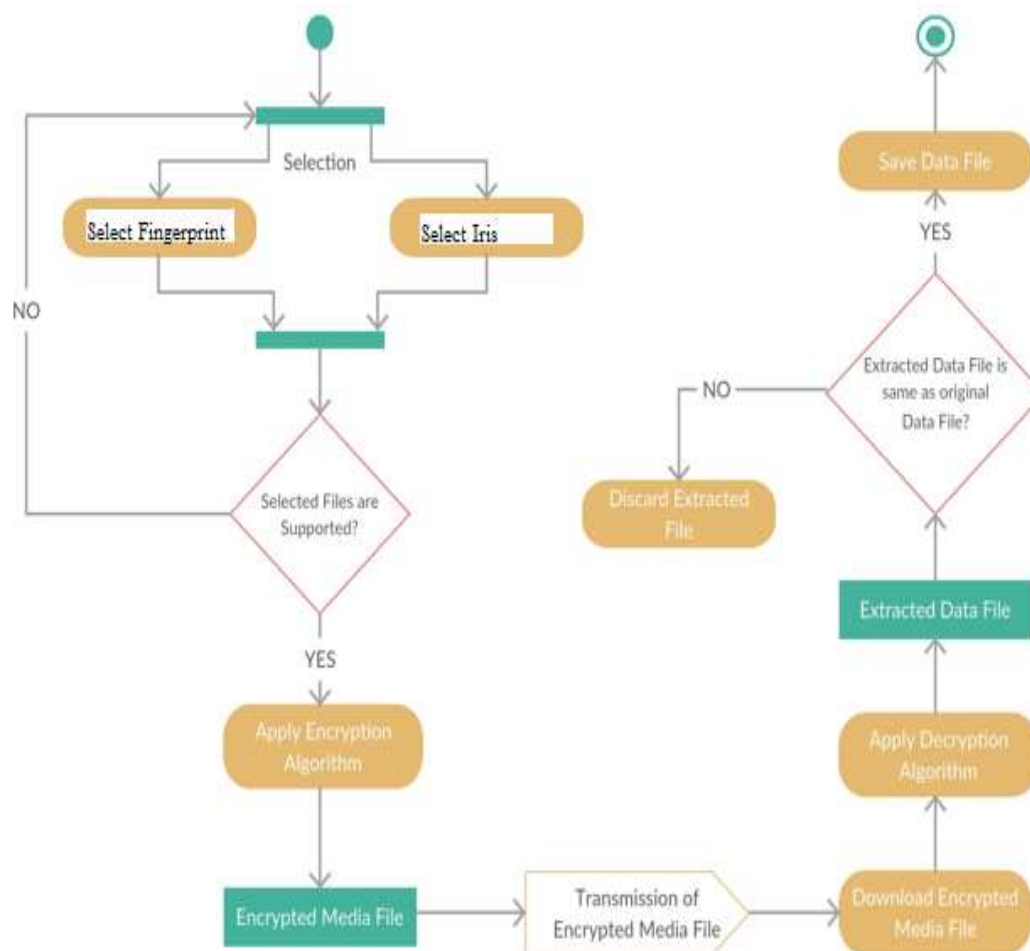 Selection
Select Fingerprint
Select Iris
NO
Selected Files are
Supported?
YES
Apply Encryption
Algorithm
Encrypted Media File
Transmission of
Encrypted Media File
Download Encrypted
Media File
Apply Decryption
Algorithm
Extracted Data File
Extracted Data File is
same as original
Data File?
NO
Discard Extracted
File
YES
Save Data File